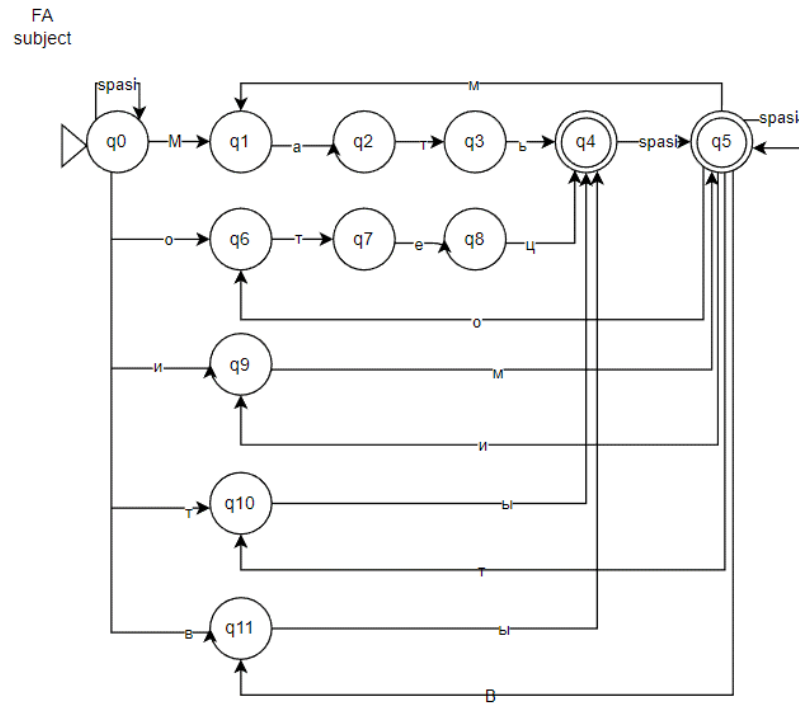 FA
subject
spasi
м
q0
М
q1
а
q2
т
q3
ь
q4
spasi
q5
spasi
о
q6
т
q7
е
q8
ц
о
и
q9
м
и
т
q10
ы
т
в
q11
ы
В